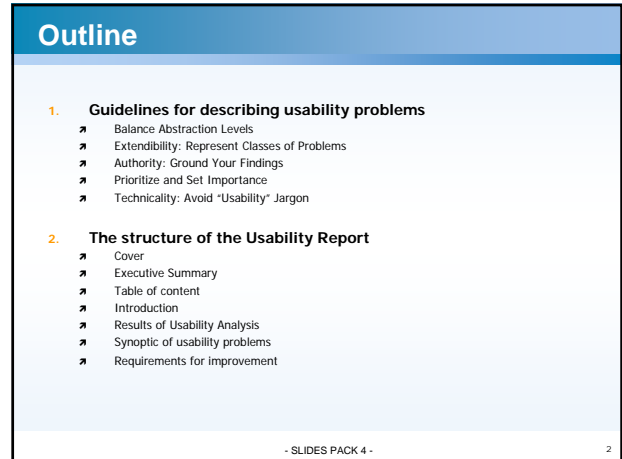 Outline
1. Guidelines for describing usability problems
Balance Abstraction Levels
Extendibility: Represent Classes of Problems
Authority: Ground Your Findings
Prioritize and Set Importance
Technicality: Avoid “Usability” Jargon
2. The structure of the Usability Report
Cover
Executive Summary
Table of content
Introduction
Results of Usability Analysis
Synoptic of usability problems
Requirements for improvement
- SLIDES PACK 4 - 2